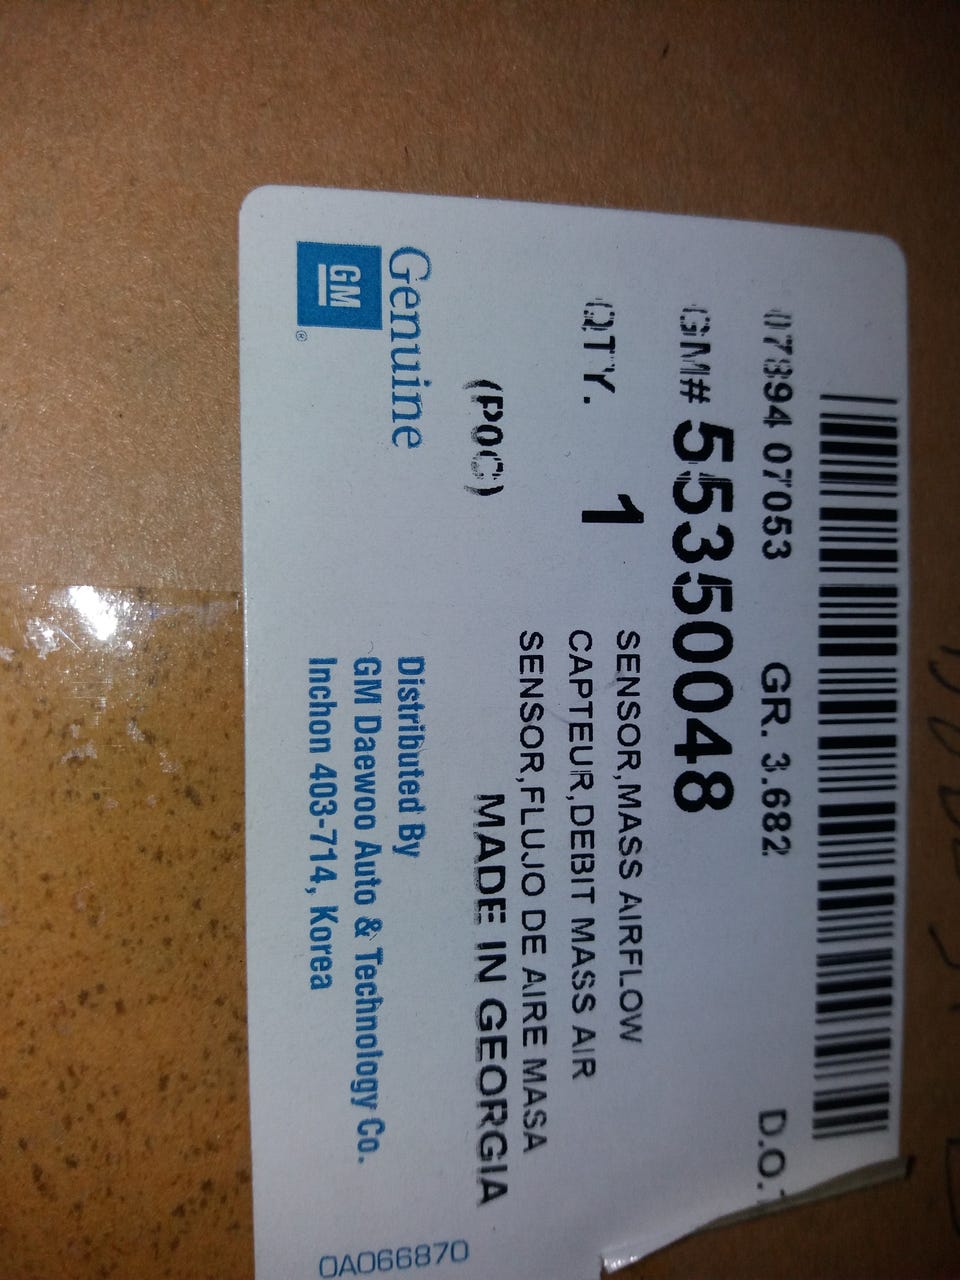 07894 07053 GR. 3.682 D.O.
GM# 55350048
QTY. 1 SENSOR,MASS AIRFLOW
CAPTEUR,DEBIT MASS AIR
SENSOR,FLUJO DE AIRE MASA
(P0C) MADE IN GEORGIA
Genuine
GM ®
Distributed By
GM Daewoo Auto & Technology Co.
Inchon 403-714, Korea
0A066870